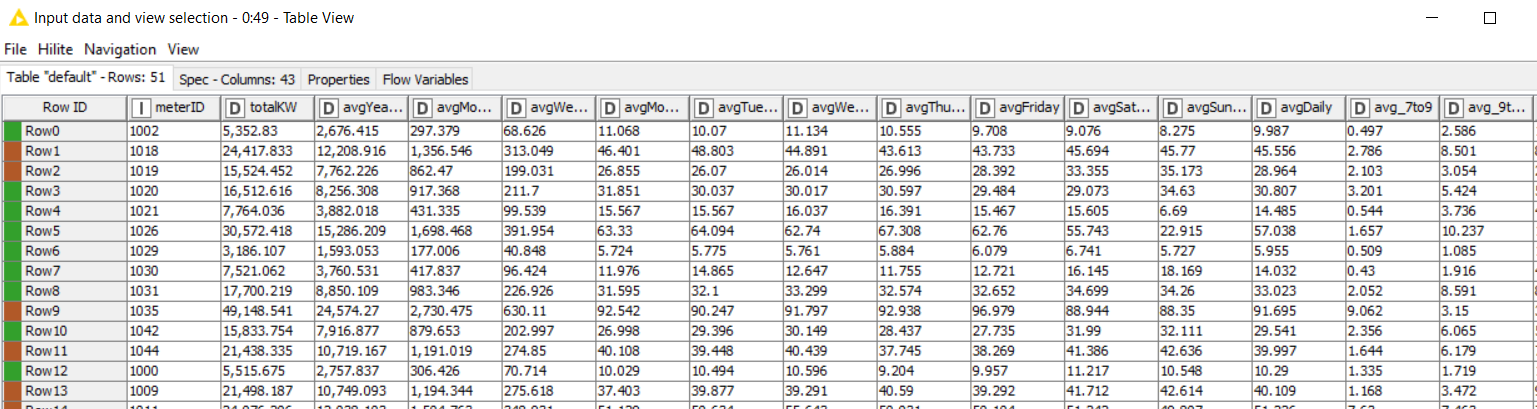 Input data and view selection - 0:49 - Table View
File Hilite Navigation View
Table "default" - Rows: 51 Spec - Columns: 43 Properties Flow Variables
Row ID I meterID D totalKW D avgYea... D avgMo... D avgWe... D avgMo... D avgTue... D avgWe... D avgThu... D avgFriday D avgSat... D avgSun... D avgDaily D avg_7to9 D avg_9t...
Row0 1002 5,352.83 2,676.415 297.379 68.626 11.068 10.07 11.134 10.555 9.708 9.076 8.275 9.987 0.497 2.586
Row1 1018 24,417.833 12,208.916 1,356.546 313.049 46.401 48.803 44.891 43.613 43.733 45.694 45.77 45.556 2.786 8.501
Row2 1019 15,524.452 7,762.226 862.47 199.031 26.855 26.07 26.014 26.996 28.392 33.355 35.173 28.964 2.103 3.054
Row3 1020 16,512.616 8,256.308 917.368 211.7 31.851 30.037 30.017 30.597 29.484 29.073 34.63 30.807 3.201 5.424
Row4 1021 7,764.036 3,882.018 431.335 99.539 15.567 15.567 16.037 16.391 15.467 15.605 6.69 14.485 0.544 3.736
Row5 1026 30,572.418 15,286.209 1,698.468 391.954 63.33 64.094 62.74 67.308 62.76 55.743 22.915 57.038 1.657 10.237
Row6 1029 3,186.107 1,593.053 177.006 40.848 5.724 5.775 5.761 5.884 6.079 6.741 5.727 5.955 0.509 1.085
Row7 1030 7,521.062 3,760.531 417.837 96.424 11.976 14.865 12.647 11.755 12.721 16.145 18.169 14.032 0.43 1.916
Row8 1031 17,700.219 8,850.109 983.346 226.926 31.595 32.1 33.299 32.574 32.652 34.699 34.26 33.023 2.052 8.591
Row9 1035 49,148.541 24,574.27 2,730.475 630.11 92.542 90.247 91.797 92.938 96.979 88.944 88.35 91.695 9.062 3.15
Row10 1042 15,833.754 7,916.877 879.653 202.997 26.998 29.396 30.149 28.437 27.735 31.99 32.111 29.541 2.356 6.065
Row11 1044 21,438.335 10,719.167 1,191.019 274.85 40.108 39.448 40.439 37.745 38.269 41.386 42.636 39.997 1.644 6.179
Row12 1000 5,515.675 2,757.837 306.426 70.714 10.029 10.494 10.596 9.204 9.957 11.217 10.548 10.29 1.335 1.719
Row13 1009 21,498.187 10,749.093 1,194.344 275.618 37.403 39.877 39.291 40.59 39.292 41.712 42.614 40.109 1.168 3.472